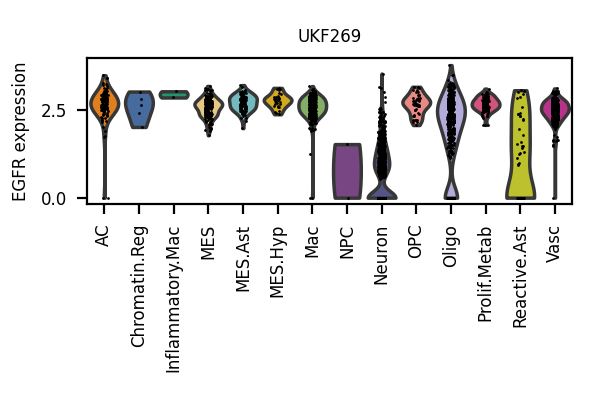 UKF269
EGFR expression
2.5
0.0
AC
Chromatin.Reg
Inflammatory.Mac
MES
MES.Ast
MES.Hyp
Mac
NPC
Neuron
OPC
Oligo
Prolif.Metab
Reactive.Ast
Vasc